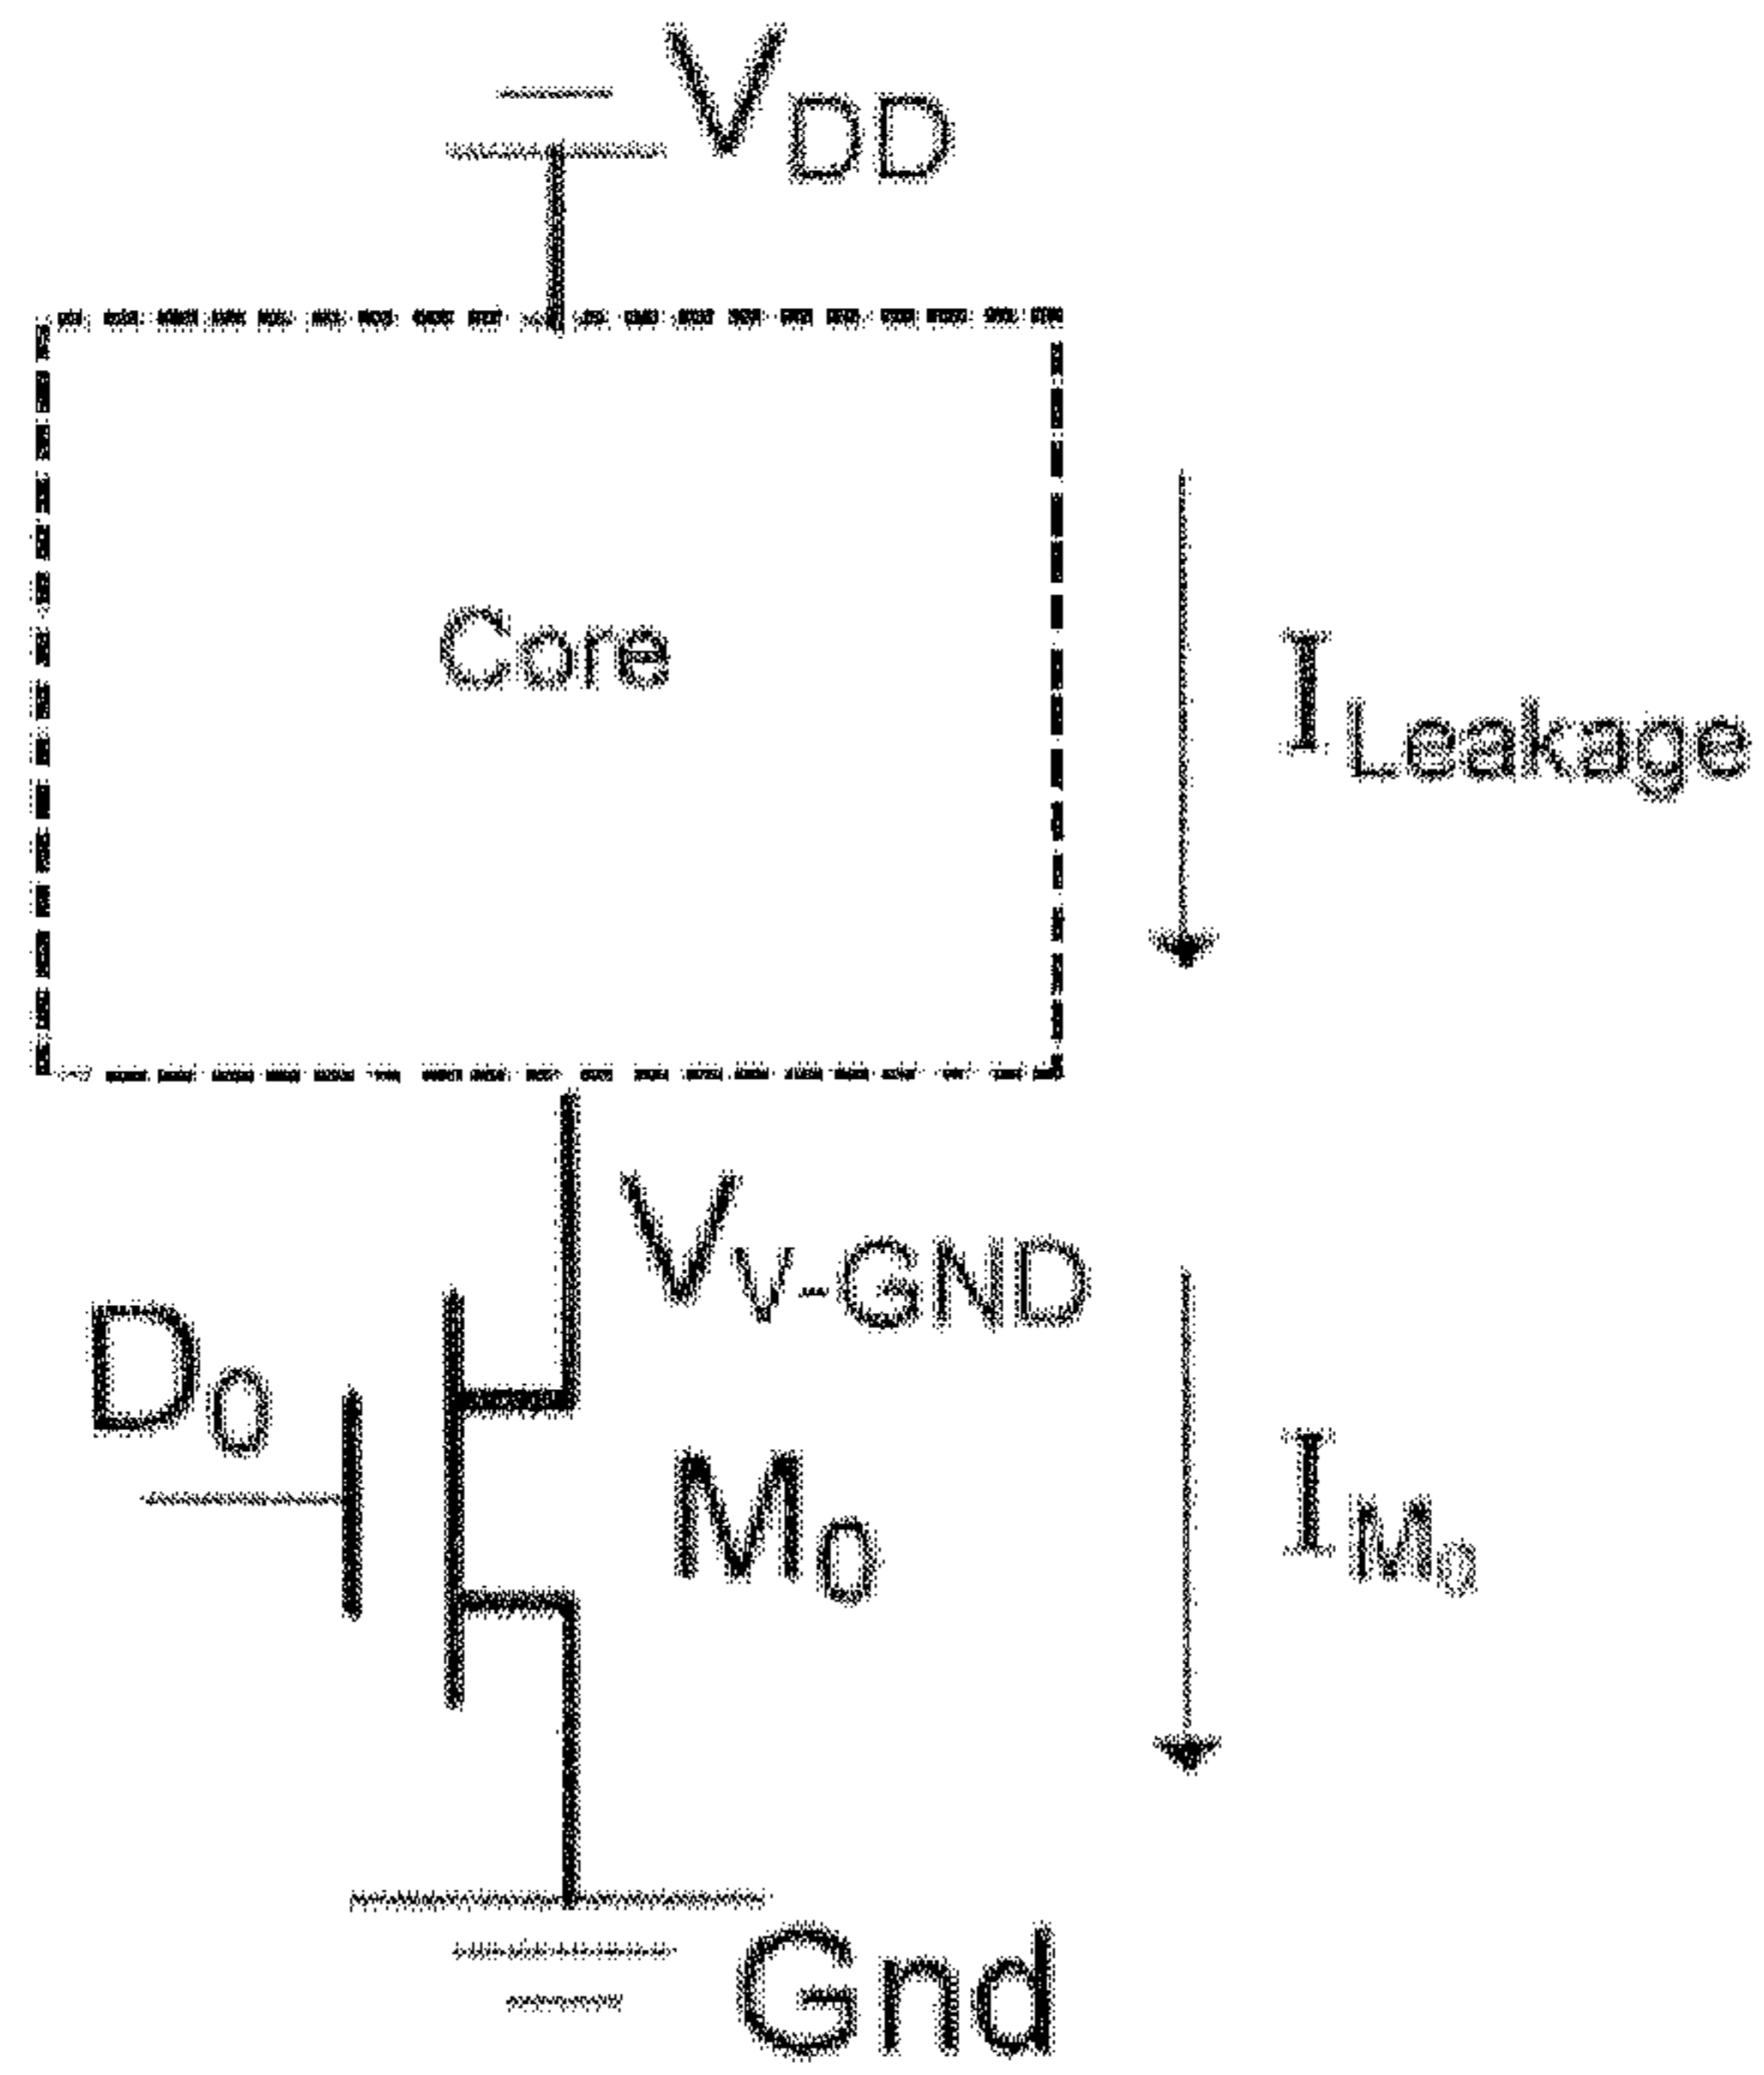 VDD
Core
ILeakage
VV-GND
D0
M0
IM0
Gnd